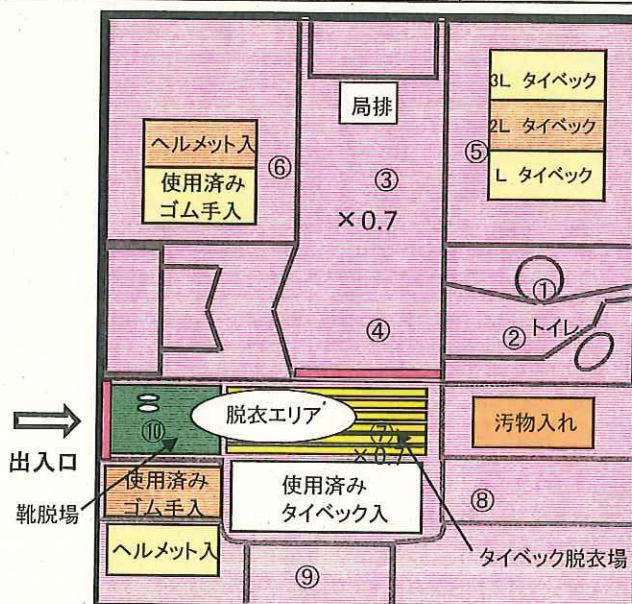 3L タイベック
局排
2L タイベック
ヘルメット入
⑥
③
⑤
使用済み
ゴム手入
L タイベック
×0.7
①
④
② トイレ
脱衣エリア
汚物入れ
⑩
⑦
×0.7
出入口
使用済み
ゴム手入
使用済み
タイベック入
⑧
靴脱場
ヘルメット入
タイベック脱衣場
⑨